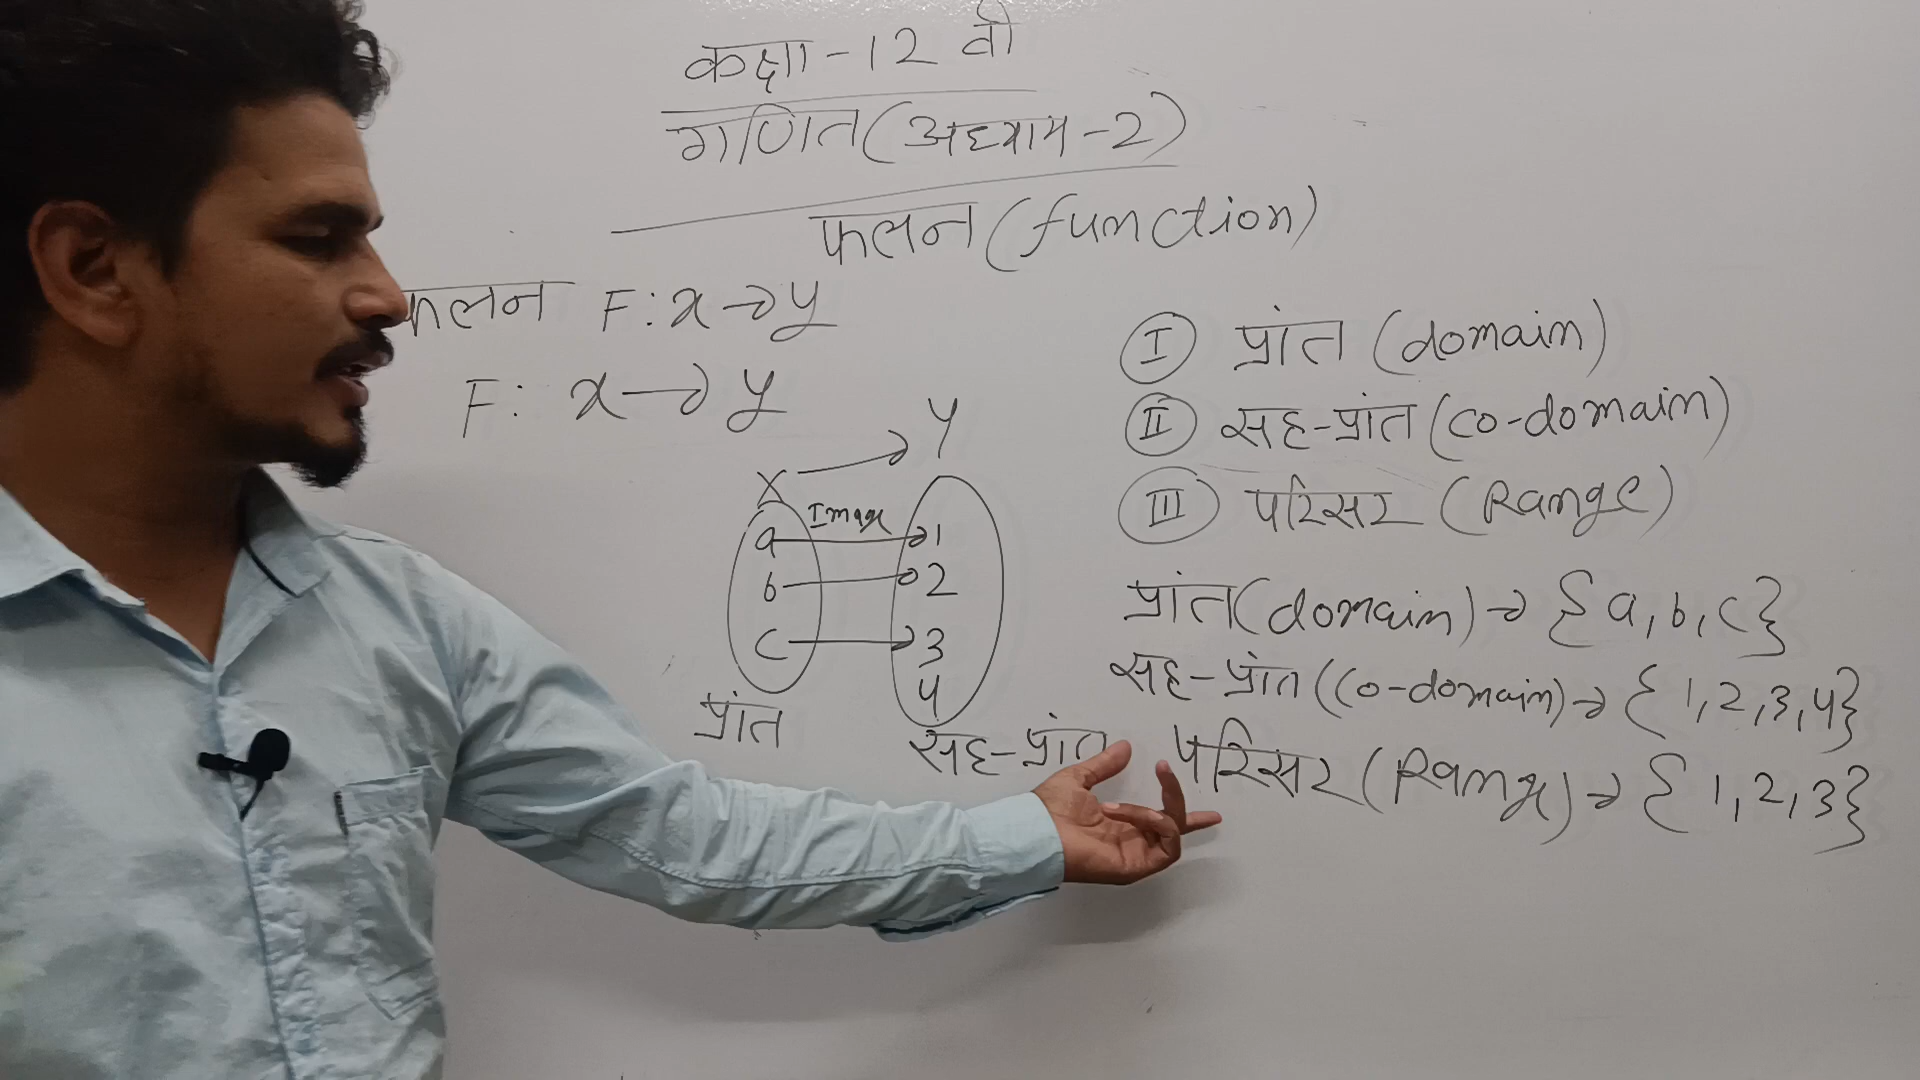 कक्षा-12 वी
गणित(अध्याय-2)
फलन(function)
फलन F:x→y
F: x→y
X → Y
Image
a 1
b 2
c 3
4
प्रांत
सह-प्रांत
I प्रांत (domain)
II सह-प्रांत (co-domain)
III परिसर (Range)
प्रांत(domain)→{a,b,c}
सह-प्रांत(co-domain)→{1,2,3,4}
परिसर(Range)→{1,2,3}